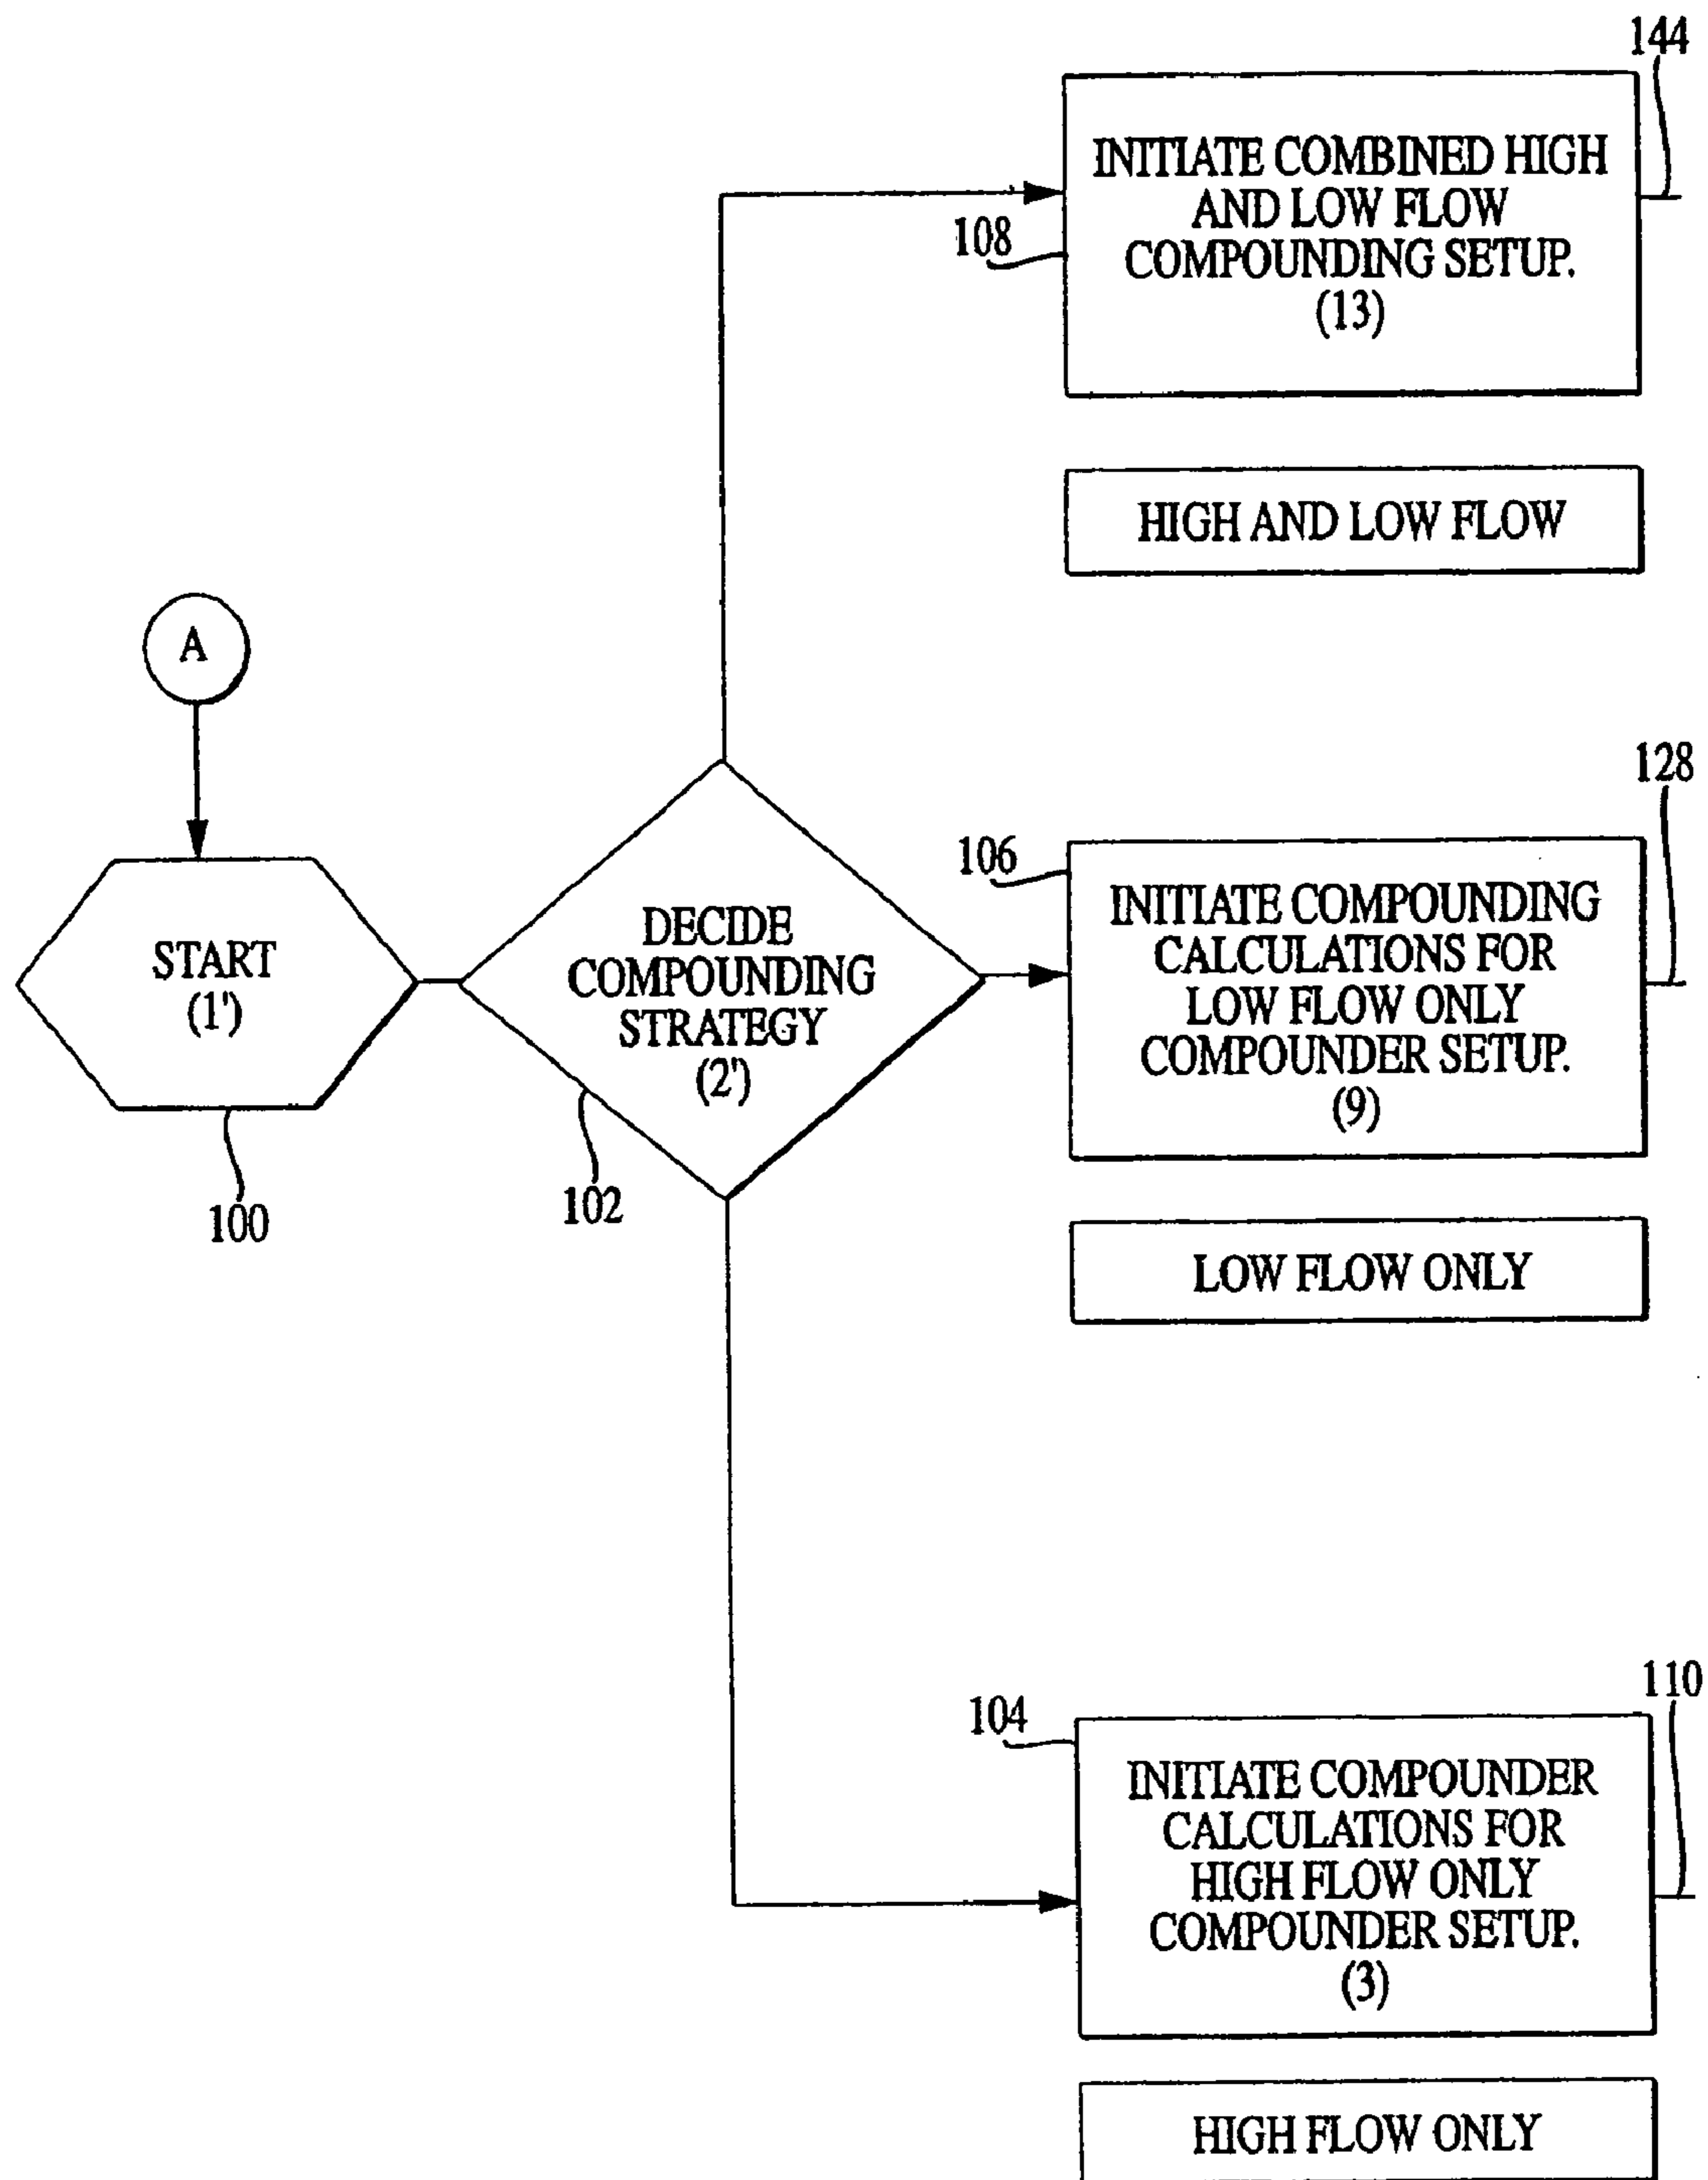 144
INITIATE COMBINED HIGH
AND LOW FLOW
COMPOUNDING SETUP.
(13)
108
HIGH AND LOW FLOW
A
128
106
INITIATE COMPOUNDING
CALCULATIONS FOR
LOW FLOW ONLY
COMPOUNDER SETUP.
(9)
START
(1')
DECIDE
COMPOUNDING
STRATEGY
(2')
102
100
LOW FLOW ONLY
110
104
INITIATE COMPOUNDER
CALCULATIONS FOR
HIGH FLOW ONLY
COMPOUNDER SETUP.
(3)
HIGH FLOW ONLY